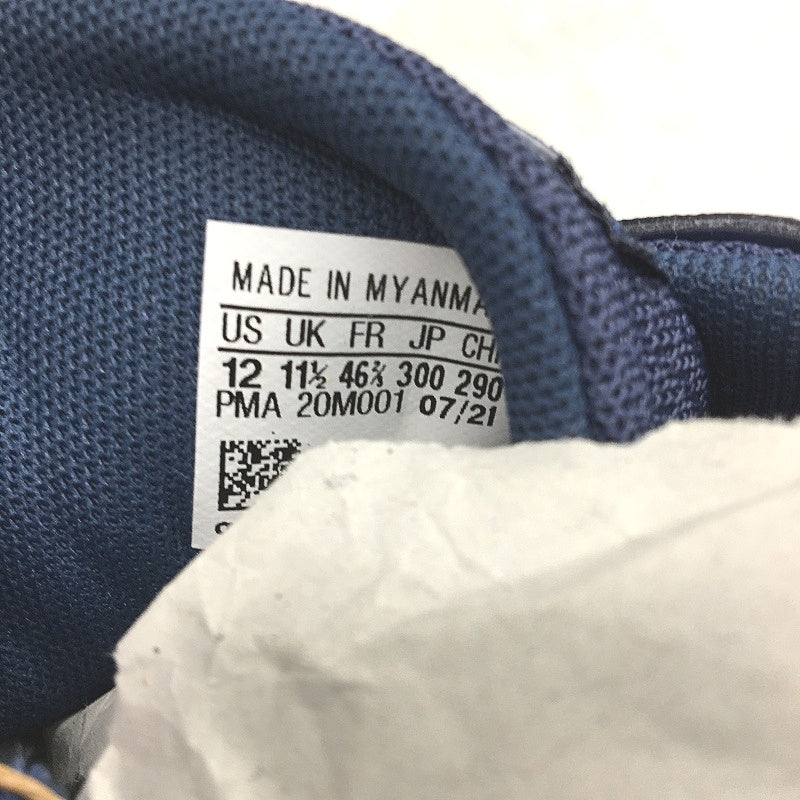 MADE IN MYANMA
US UK FR JP CH
12 11½ 46⅔ 300 290
PMA 20M001 07/21